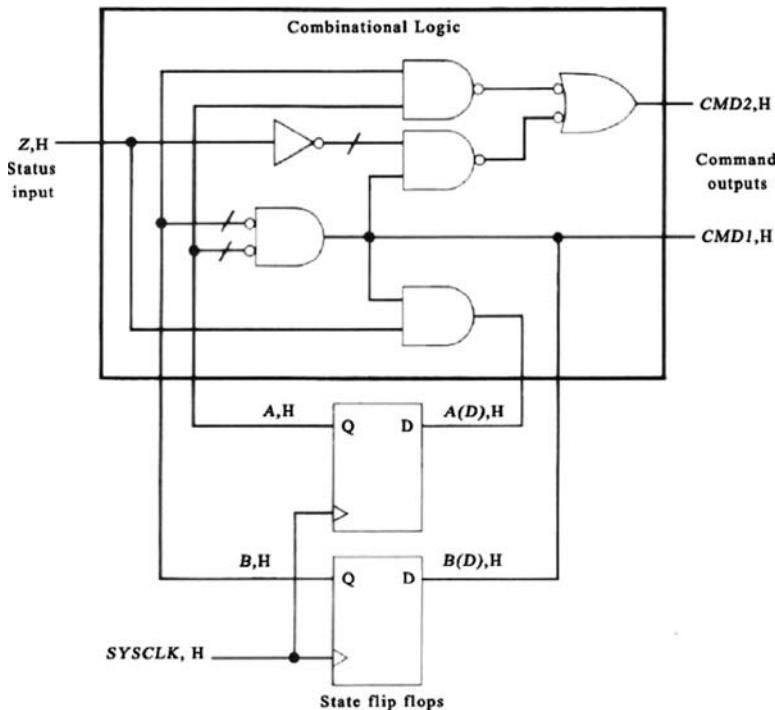 Combinational Logic
CMD2,H
Z,H
Status
input
Command
outputs
CMD1,H
A,H
Q
D
A(D),H
B,H
Q
D
B(D),H
SYSCLK, H
State flip flops